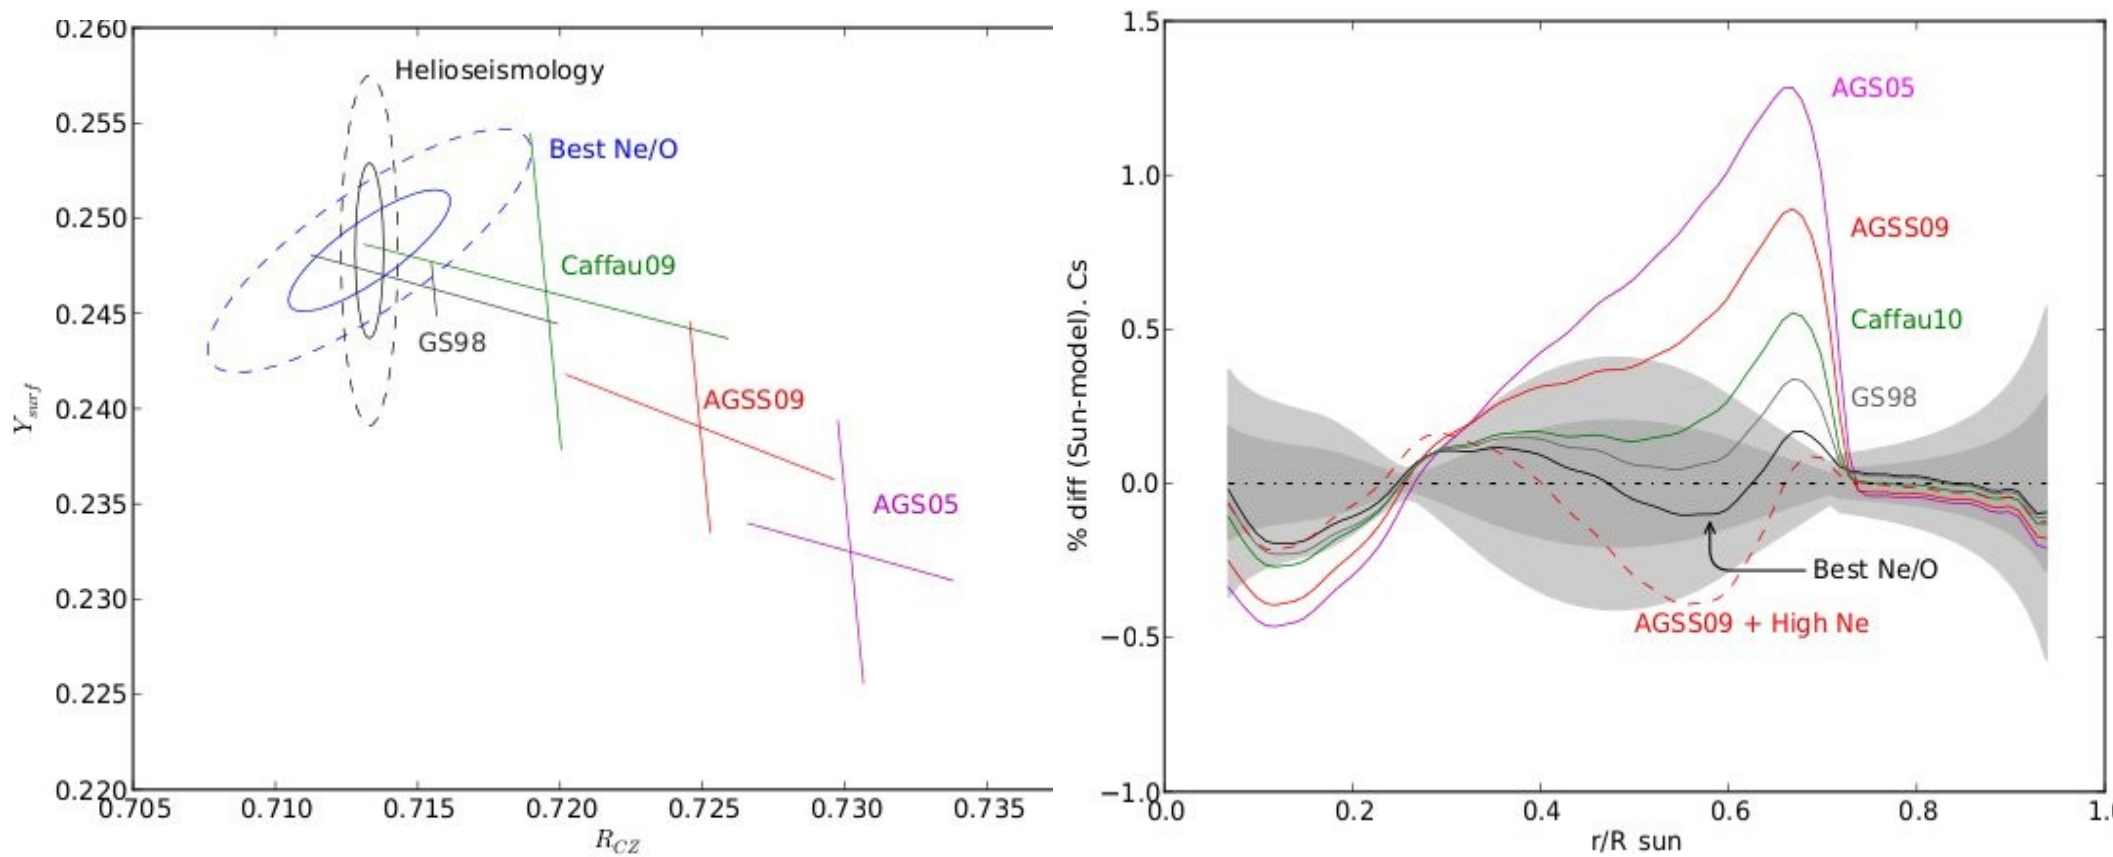 0.260
0.255
0.250
0.245
0.240
0.235
0.230
0.225
0.220
Y_surf
Helioseismology
Best Ne/O
Caffau09
GS98
AGSS09
AGS05
0.705 0.710 0.715 0.720 0.725 0.730 0.735
R_CZ
1.5
1.0
0.5
0.0
−0.5
−1.0
% diff (Sun-model). Cs
AGS05
AGSS09
Caffau10
GS98
Best Ne/O
AGSS09 + High Ne
0.0 0.2 0.4 0.6 0.8 1.
r/R sun